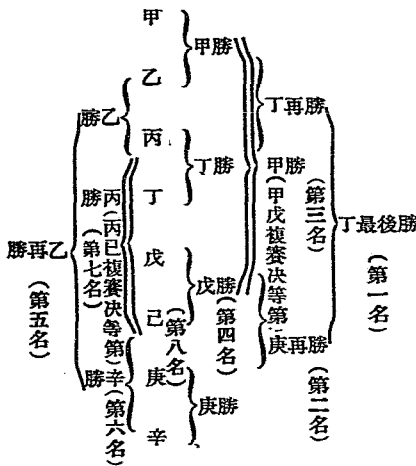 甲
乙
丙
丁
戊
己
庚
辛
甲勝
丁勝
戊勝
(第四名)
庚勝
(第八名)
丁再勝
甲勝(甲戊複賽决等第
(第三名)
庚再勝
(第二名)
丁最後勝
(第一名)
勝乙
勝
丙(丙已複賽决等第)
(第七名)
勝辛(第六名)
勝再乙
(第五名)